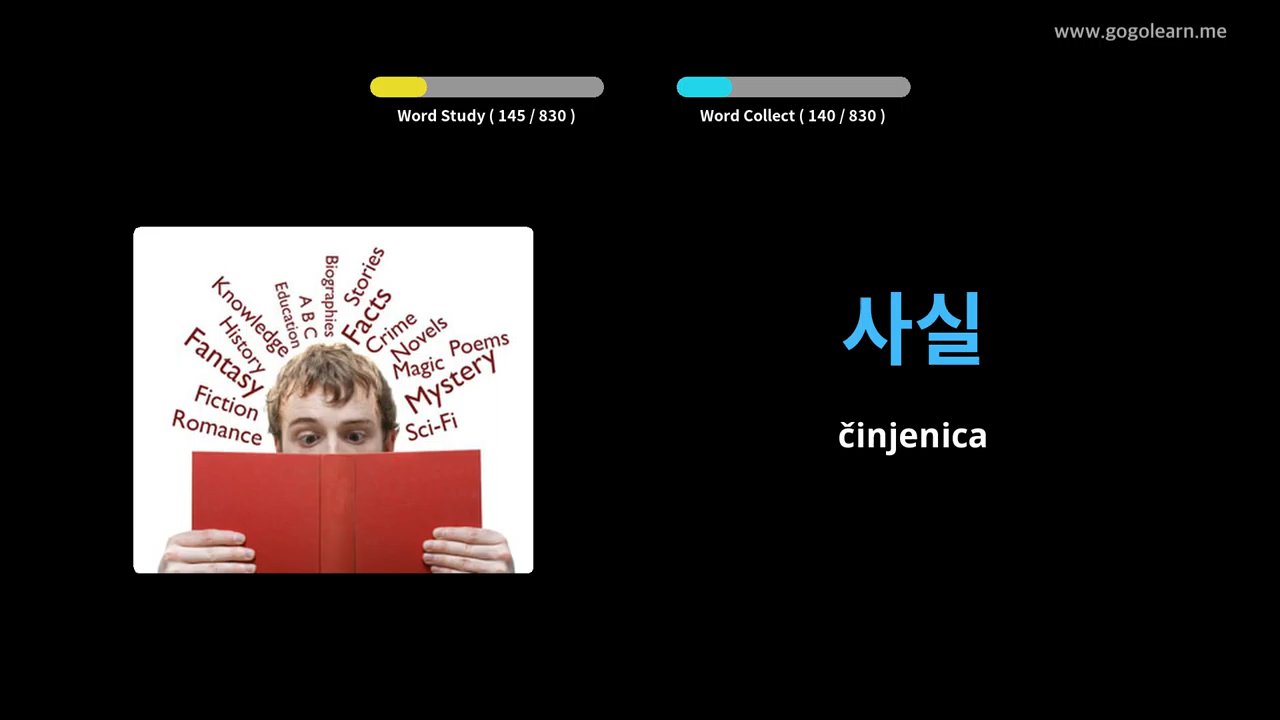 www.gogolearn.me
Word Study ( 145 / 830 )
Word Collect ( 140 / 830 )
Biographies
Stories
Knowledge
Education
A B C
Facts
History
Crime
Novels
Fantasy
Magic
Poems
Mystery
Fiction
Romance
Sci-Fi
사실
činjenica